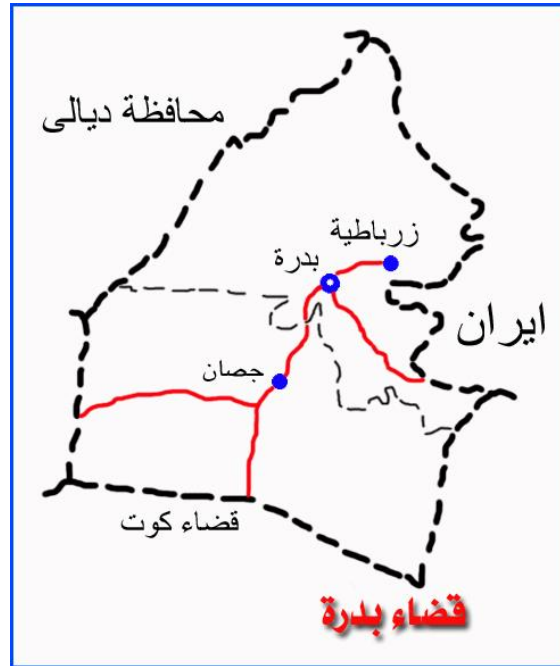 محافظة ديالى
زرباطية
بدرة
ايران
جصان
قضاء كوت
قضاء بدرة